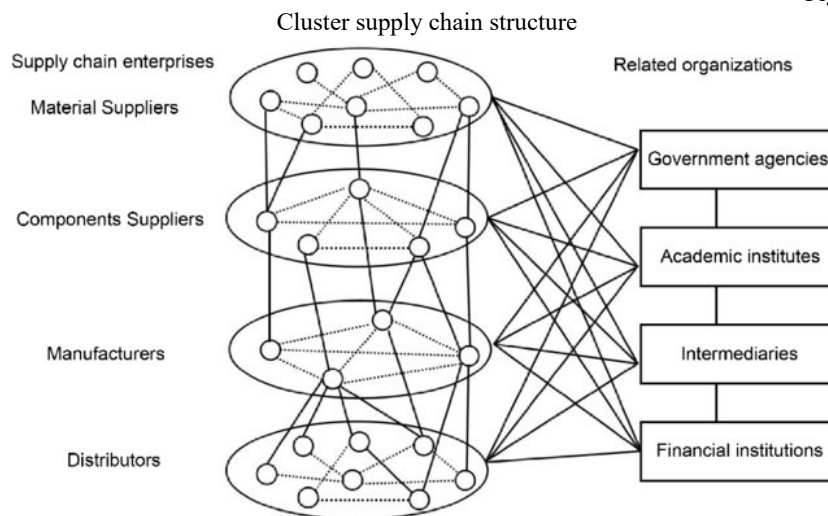 Cluster supply chain structure
Supply chain enterprises
Related organizations
Material Suppliers
Government agencies
Components Suppliers
Academic institutes
Manufacturers
Intermediaries
Distributors
Financial institutions